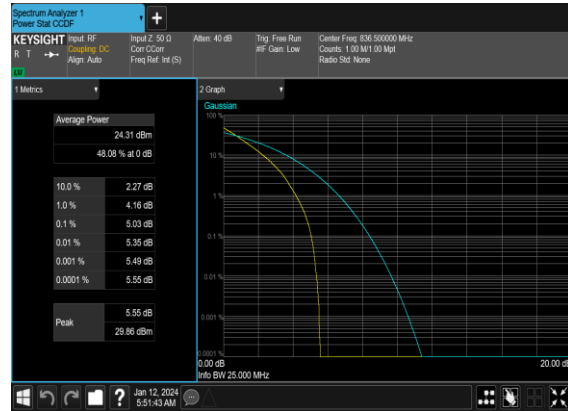 Spectrum Analyzer 1
Power Stat CCDF
KEYSIGHT
R T
LW
Input: RF
Coupling: DC
Align: Auto
Input Z: 50 Ω
Corr CCorr
Freq Ref: Int (S)
Atten: 40 dB
Trig: Free Run
#IF Gain: Low
Center Freq: 836.500000 MHz
Counts: 1.00 M/1.00 Mpt
Radio Std: None
1 Metrics
Average Power
24.31 dBm
48.08 % at 0 dB
10.0 % 2.27 dB
1.0 % 4.16 dB
0.1 % 5.03 dB
0.01 % 5.35 dB
0.001 % 5.49 dB
0.0001 % 5.55 dB
Peak
5.55 dB
29.86 dBm
2 Graph
Gaussian
100 %
10 %
1 %
0.1 %
0.01 %
0.001 %
0.0001 %
0.00 dB
20.00 dB
Info BW 25.000 MHz
Jan 12, 2024
5:51:43 AM